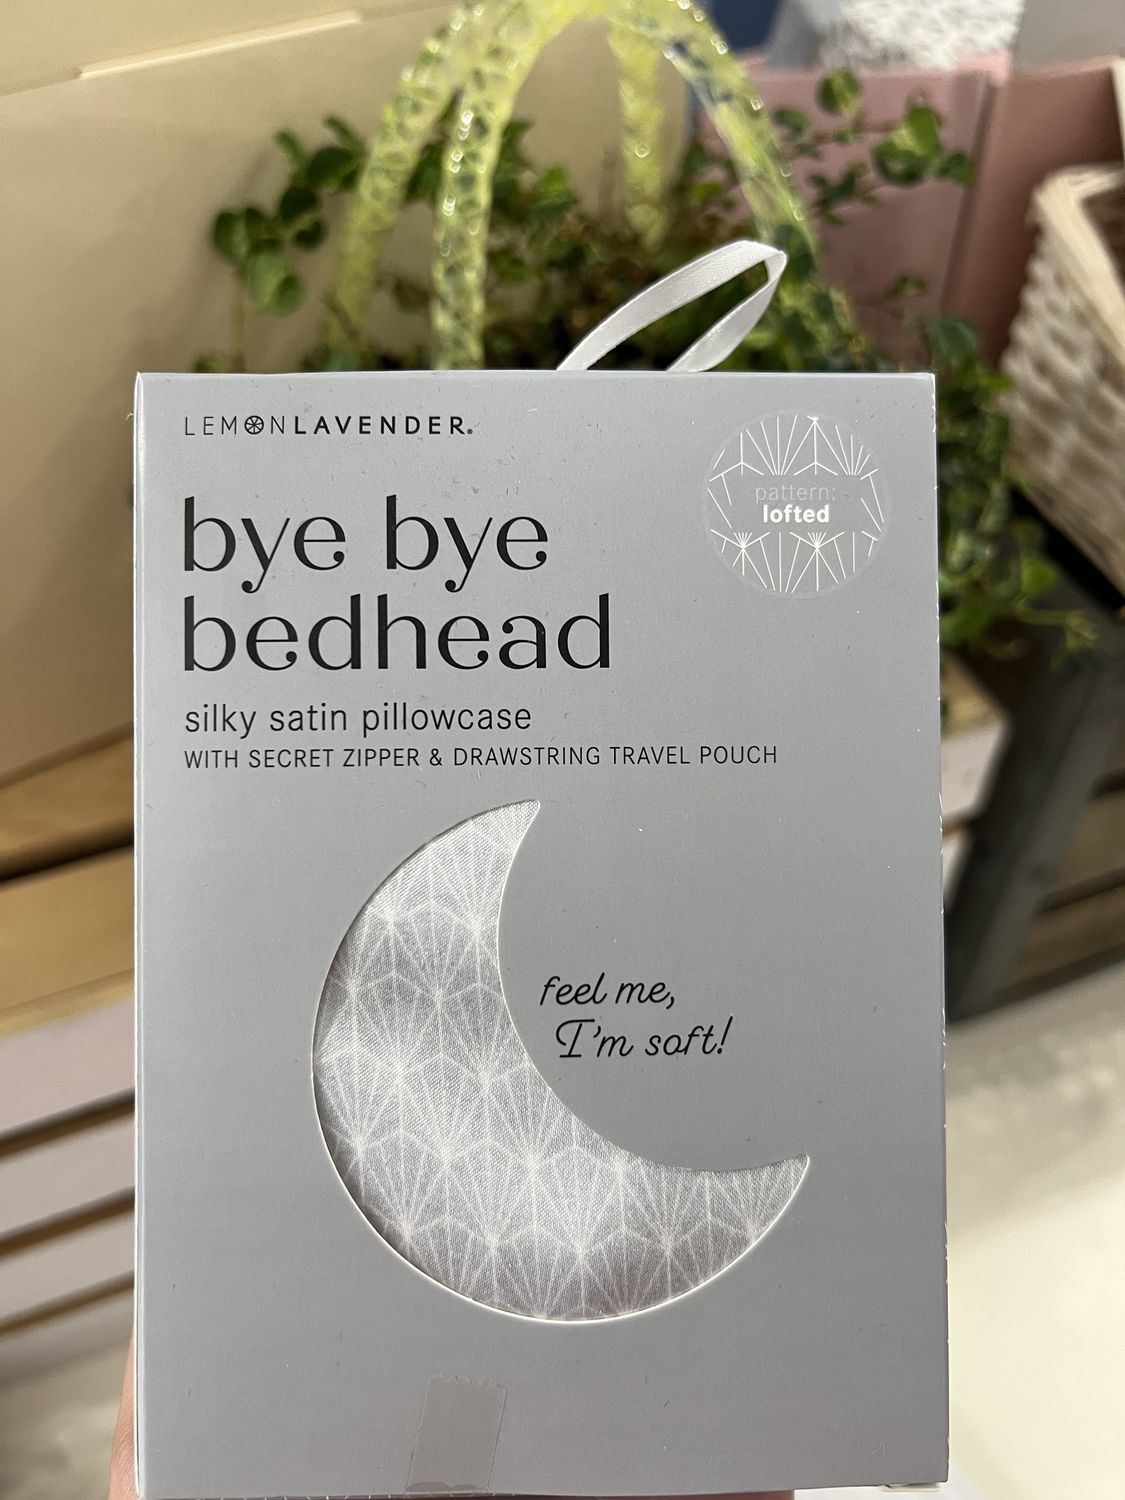 LEMONLAVENDER®
pattern:
lofted
bye bye
bedhead
silky satin pillowcase
WITH SECRET ZIPPER & DRAWSTRING TRAVEL POUCH
feel me,
I'm soft!